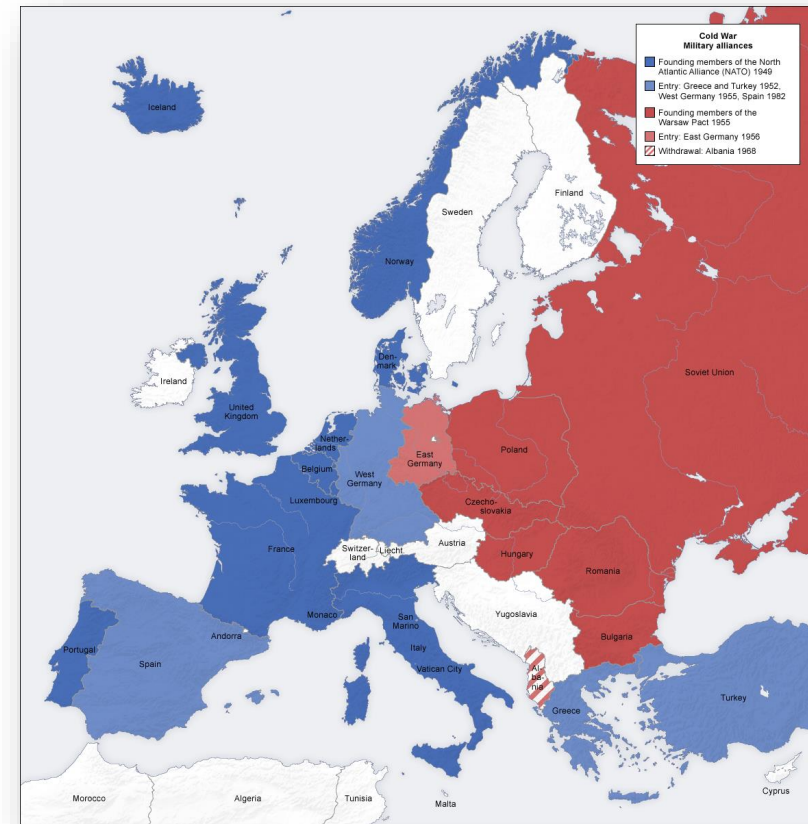 Cold War
Military alliances
Founding members of the North
Atlantic Alliance (NATO) 1949
Entry: Greece and Turkey 1952,
West Germany 1955, Spain 1982
Founding members of the
Warsaw Pact 1955
Entry: East Germany 1956
Withdrawal: Albania 1968
Iceland
Finland
Sweden
Norway
Den-
mark
Ireland
United
Kingdom
Soviet Union
Nether-
lands
Belgium
Luxembourg
West
Germany
East
Germany
Poland
Czecho-
slovakia
France
Switzer-
land
Liecht
Austria
Hungary
Romania
Yugoslavia
Monaco
San
Marino
Italy
Vatican City
Bulgaria
Andorra
Portugal
Spain
Al-
ba-
nia
Greece
Turkey
Morocco
Algeria
Tunisia
Malta
Cyprus